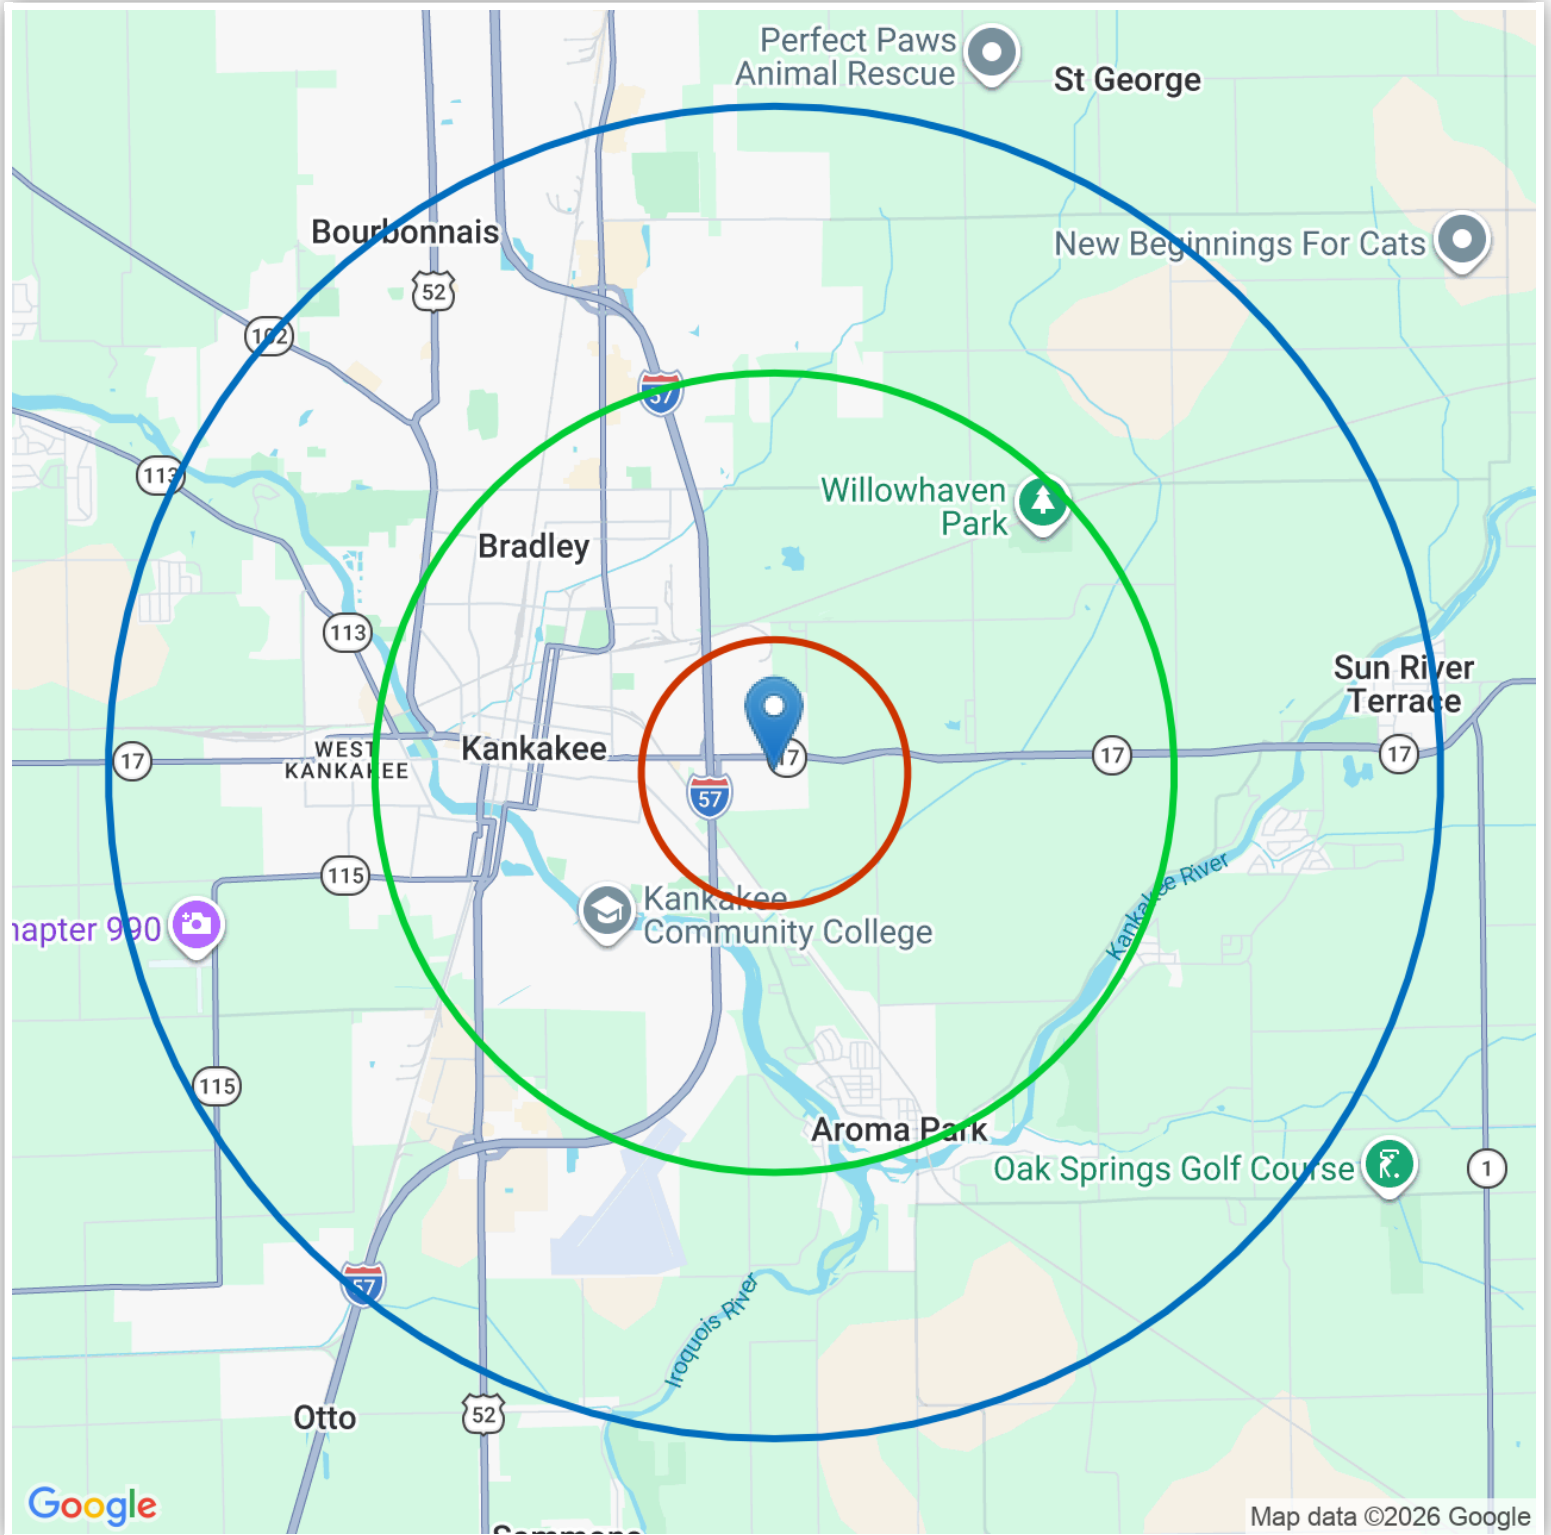 Perfect Paws
Animal Rescue
St George
Bourbonnais
New Beginnings For Cats
52
102
57
113
Willowhaven
Park
Bradley
113
Sun River
Terrace
17
WEST
KANKAKEE
Kankakee
17
17
17
57
115
Kankakee
Community College
Kankakee River
hapter 990
115
Aroma Park
Oak Springs Golf Course
1
57
Iroquois River
Otto
52
Google
Map data ©2026 Google